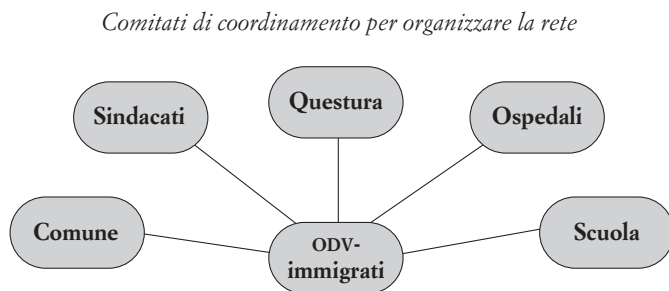 Comitati di coordinamento per organizzare la rete
Questura
Sindacati
Ospedali
Comune
ODV-
immigrati
Scuola